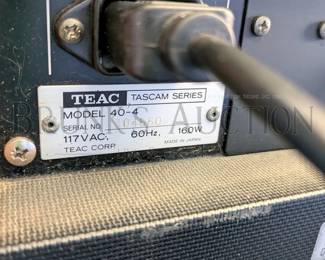 TEAC TASCAM SERIES
MODEL 40-4
SERIAL NO.
117VAC, 60Hz, 160W
TEAC CORP. MADE IN JAPAN